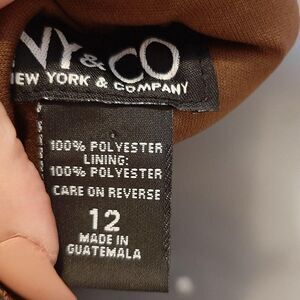 NY&CO
NEW YORK & COMPANY
100% POLYESTER
LINING:
100% POLYESTER
CARE ON REVERSE
12
MADE IN
GUATEMALA